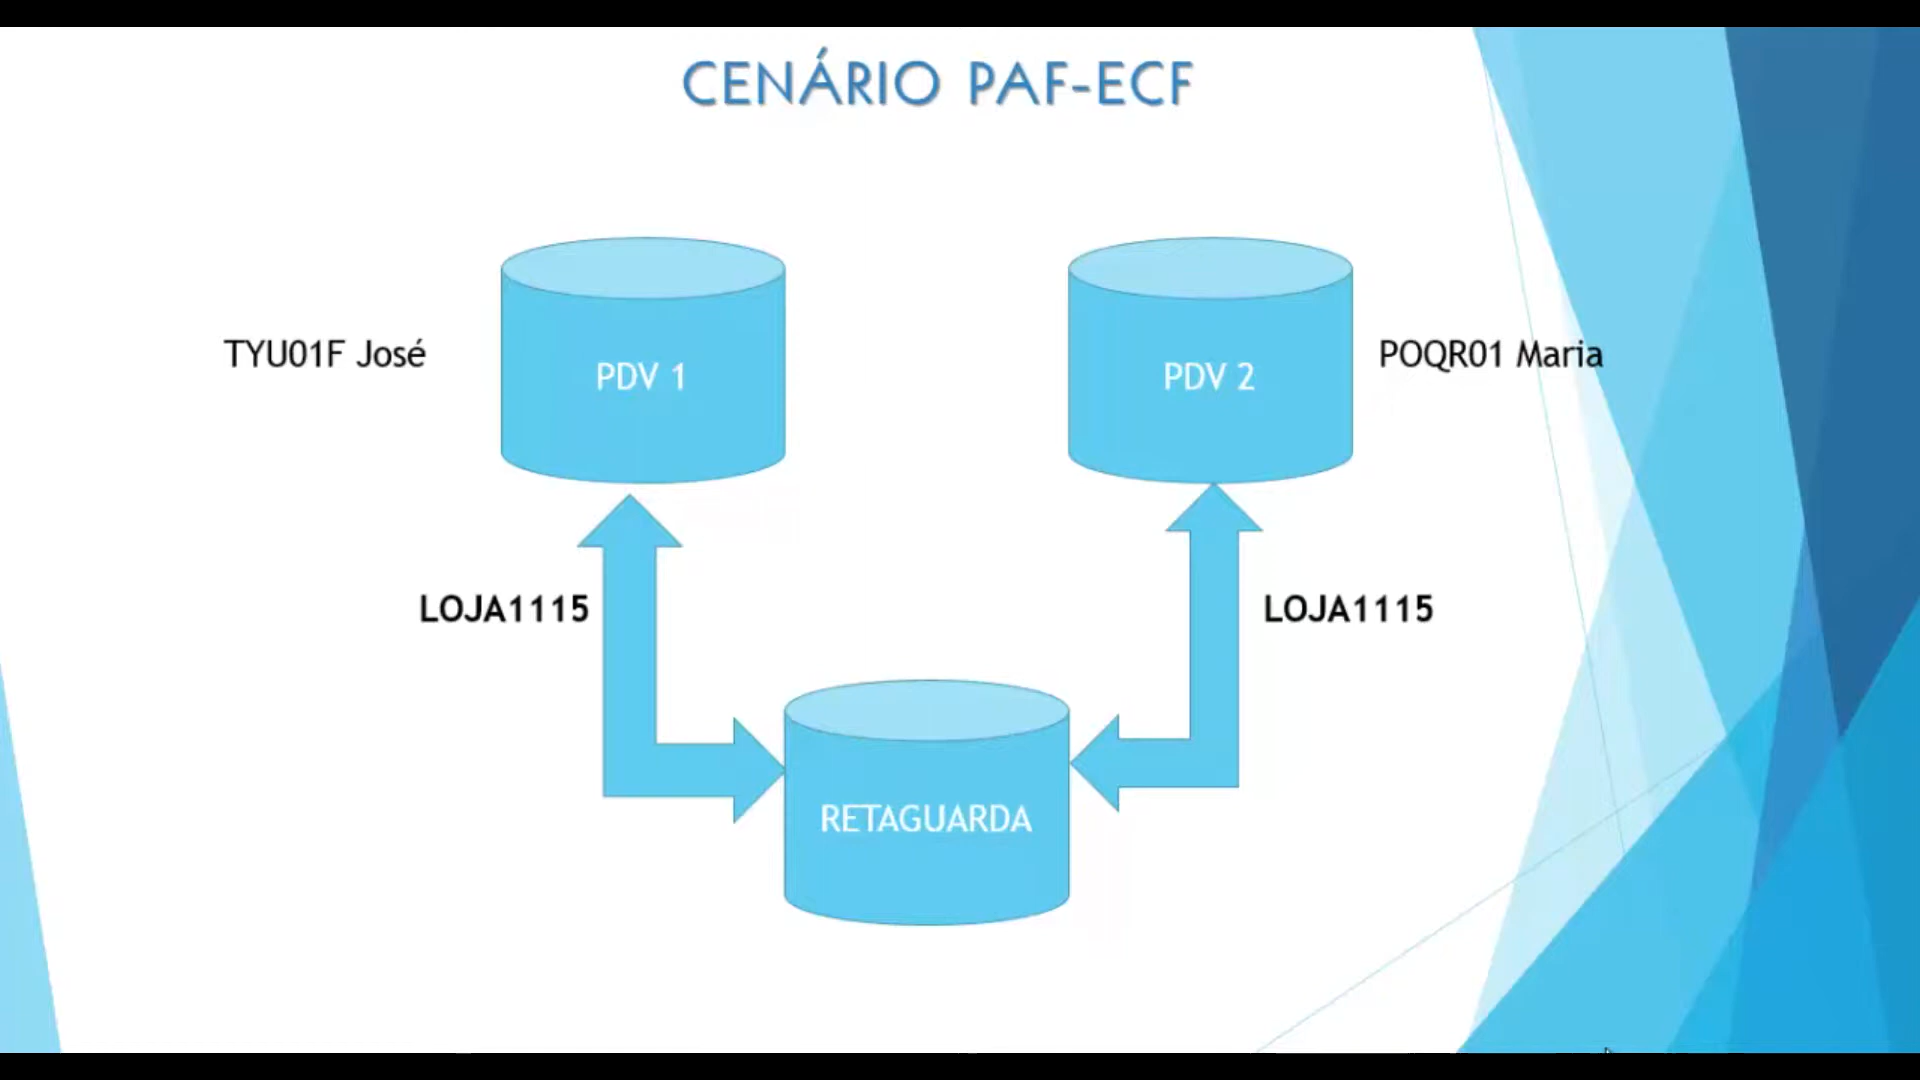 CENÁRIO PAF-ECF
TYU01F José
PDV 1
PDV 2
POQR01 Maria
LOJA1115
LOJA1115
RETAGUARDA